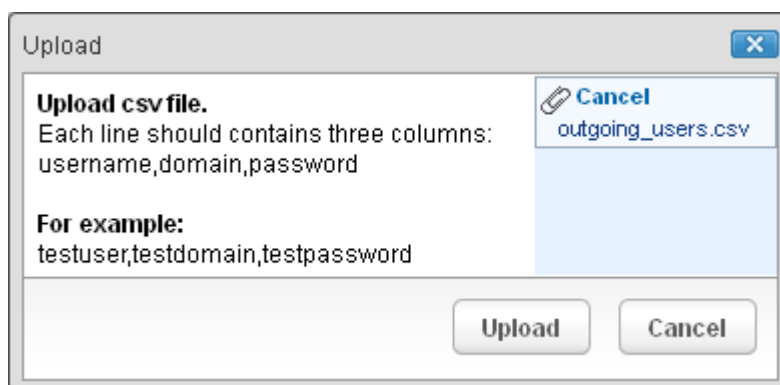 Upload
Upload csv file.
Each line should contains three columns:
username,domain,password
For example:
testuser,testdomain,testpassword
Cancel
outgoing_users.csv
Upload
Cancel